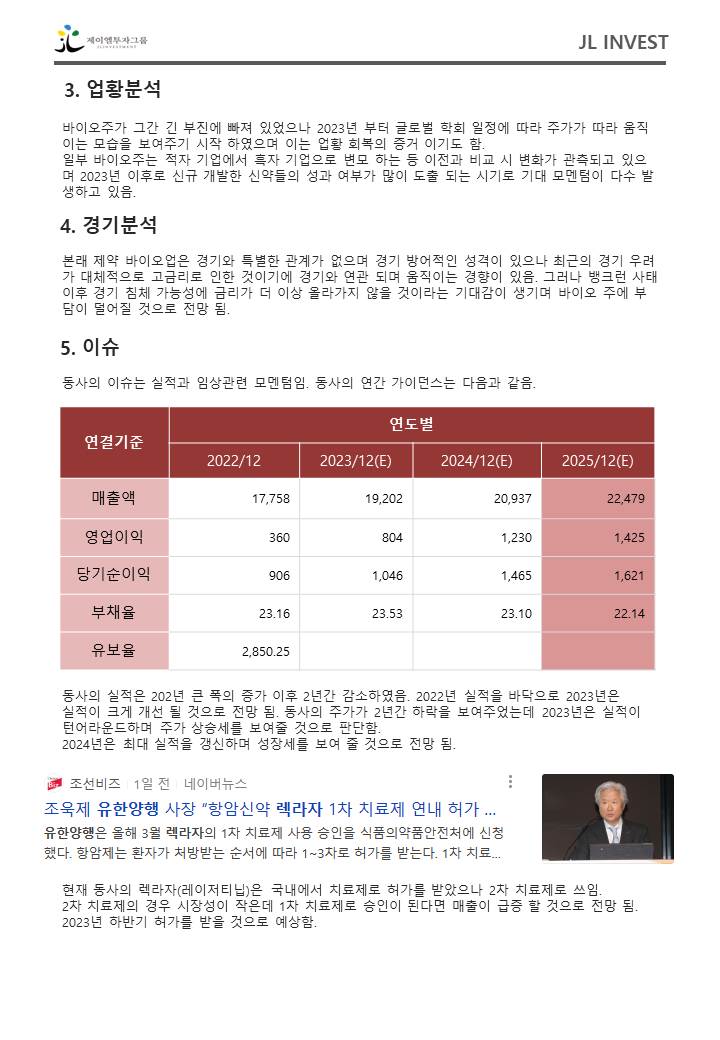 제이엘투자그룹
JLINVESTMENT
JL INVEST
3. 업황분석
바이오주가 그간 긴 부진에 빠져 있었으나 2023년 부터 글로벌 학회 일정에 따라 주가가 따라 움직
이는 모습을 보여주기 시작 하였으며 이는 업황 회복의 증거 이기도 함.
일부 바이오주는 적자 기업에서 흑자 기업으로 변모 하는 등 이전과 비교 시 변화가 관측되고 있으
며 2023년 이후로 신규 개발한 신약들의 성과 여부가 많이 도출 되는 시기로 기대 모멘텀이 다수 발
생하고 있음.
4. 경기분석
본래 제약 바이오업은 경기와 특별한 관계가 없으며 경기 방어적인 성격이 있으나 최근의 경기 우려
가 대체적으로 고금리로 인한 것이기에 경기와 연관 되며 움직이는 경향이 있음. 그러나 뱅크런 사태
이후 경기 침체 가능성에 금리가 더 이상 올라가지 않을 것이라는 기대감이 생기며 바이오 주에 부
담이 덜어질 것으로 전망 됨.
5. 이슈
동사의 이슈는 실적과 임상관련 모멘텀임. 동사의 연간 가이던스는 다음과 같음.
연결기준 연도별
2022/12 2023/12(E) 2024/12(E) 2025/12(E)
매출액 17,758 19,202 20,937 22,479
영업이익 360 804 1,230 1,425
당기순이익 906 1,046 1,465 1,621
부채율 23.16 23.53 23.10 22.14
유보율 2,850.25
동사의 실적은 202년 큰 폭의 증가 이후 2년간 감소하였음. 2022년 실적을 바닥으로 2023년은
실적이 크게 개선 될 것으로 전망 됨. 동사의 주가가 2년간 하락을 보여주었는데 2023년은 실적이
턴어라운드하며 주가 상승세를 보여줄 것으로 판단함.
2024년은 최대 실적을 갱신하며 성장세를 보여 줄 것으로 전망 됨.
Biz 조선비즈 1일 전 네이버뉴스
조욱제 유한양행 사장 “항암신약 렉라자 1차 치료제 연내 허가 ...
유한양행은 올해 3월 렉라자의 1차 치료제 사용 승인을 식품의약품안전처에 신청
했다. 항암제는 환자가 처방받는 순서에 따라 1~3차로 허가를 받는다. 1차 치료...
현재 동사의 렉라자(레이저티닙)은 국내에서 치료제로 허가를 받았으나 2차 치료제로 쓰임.
2차 치료제의 경우 시장성이 작은데 1차 치료제로 승인이 된다면 매출이 급증 할 것으로 전망 됨.
2023년 하반기 허가를 받을 것으로 예상함.